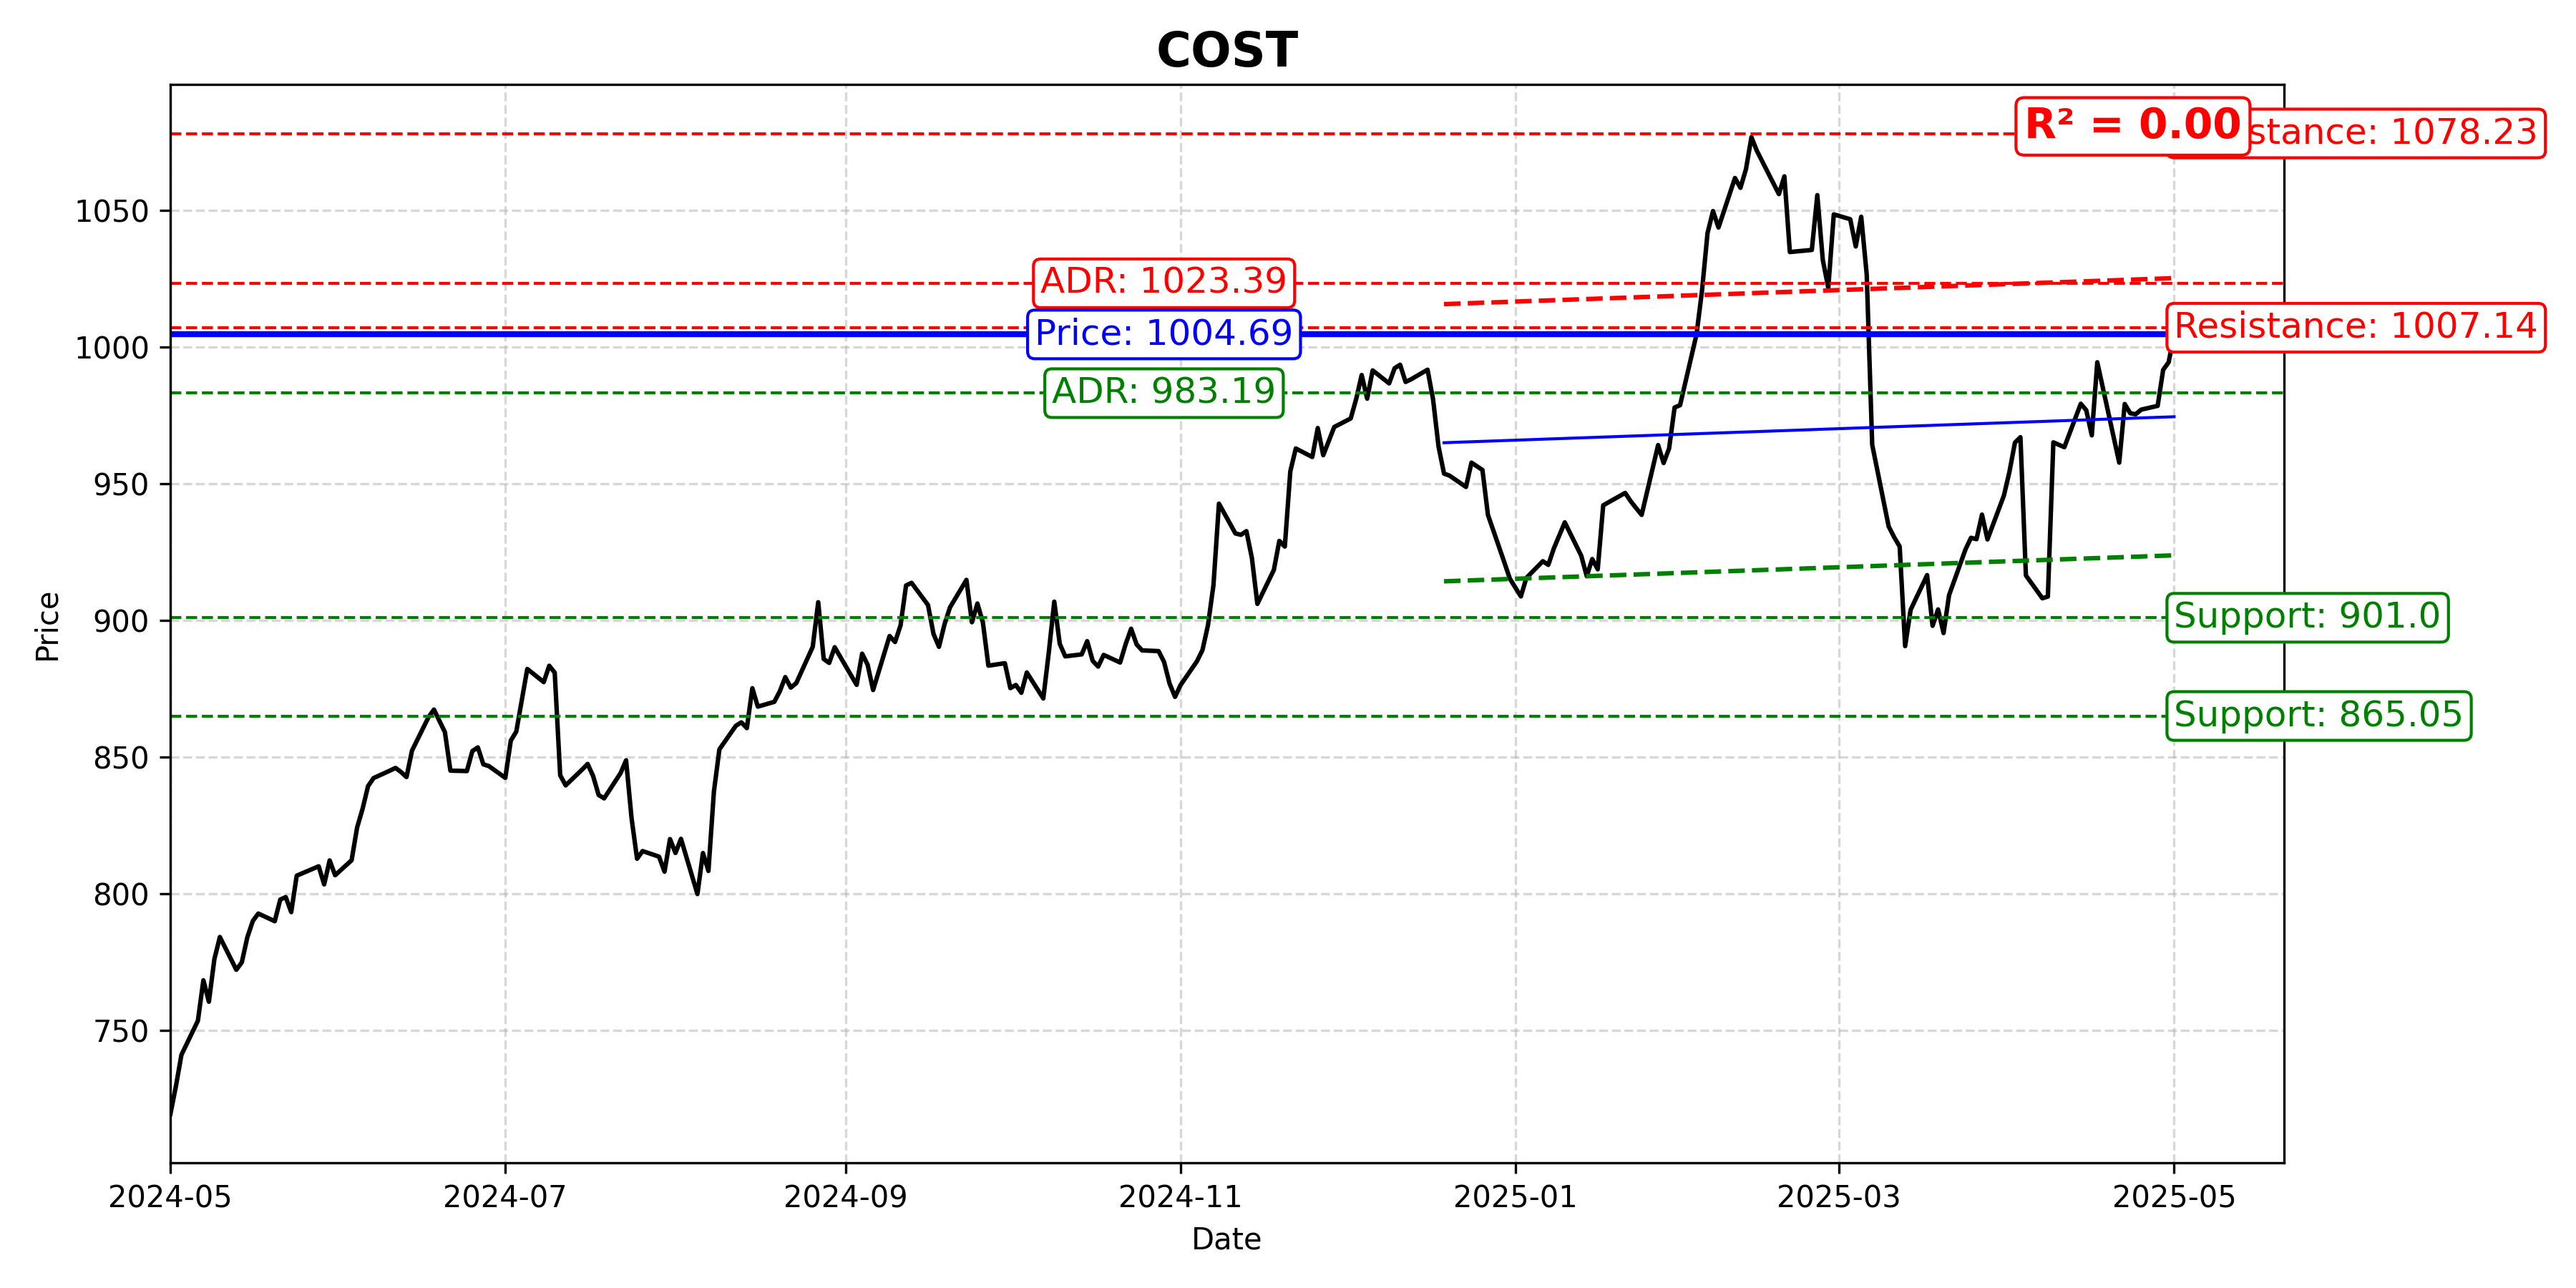 COST
R² = 0.00
stance: 1078.23
1050
ADR: 1023.39
Resistance: 1007.14
Price: 1004.69
1000
ADR: 983.19
950
900
Support: 901.0
Support: 865.05
850
800
750
Price
2024-05 2024-07 2024-09 2024-11 2025-01 2025-03 2025-05
Date